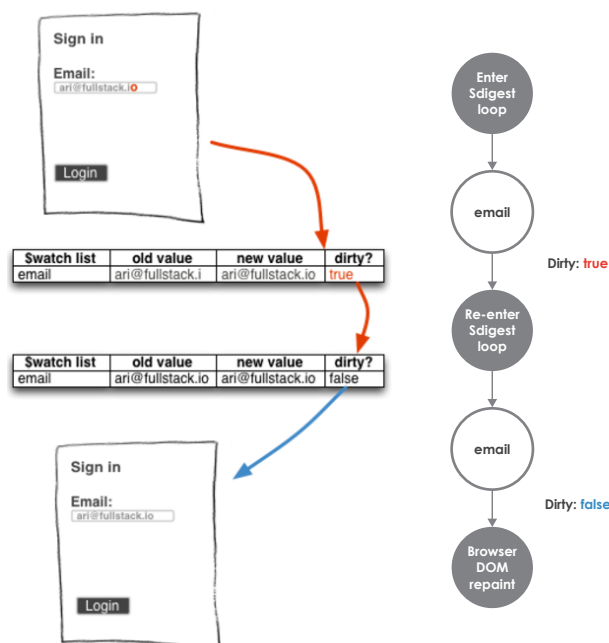 Sign in
Email:
ari@fullstack.io
Login
$watch list old value new value dirty?
email ari@fullstack.i ari@fullstack.io true
$watch list old value new value dirty?
email ari@fullstack.io ari@fullstack.io false
Sign in
Email:
ari@fullstack.io
Login
Enter
Sdigest
loop
email
Dirty: true
Re-enter
Sdigest
loop
email
Dirty: false
Browser
DOM
repaint